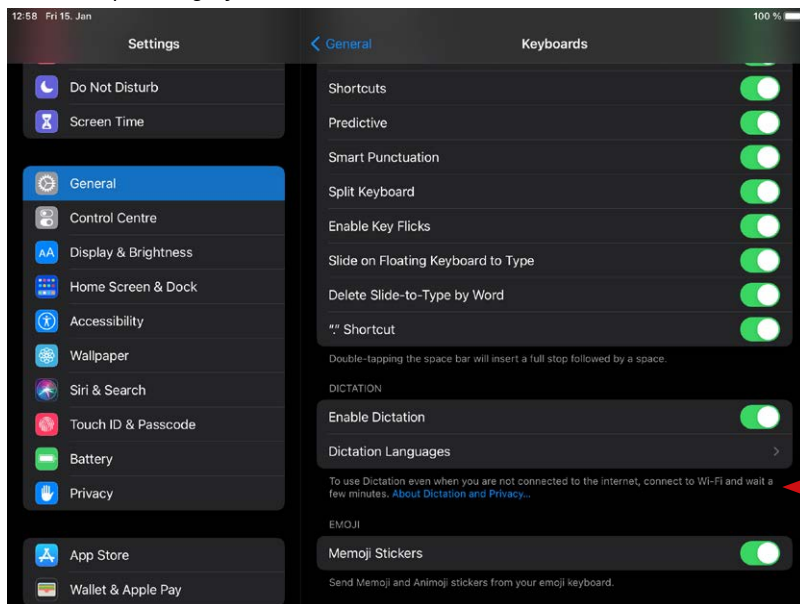 12:58 Fri 15. Jan
100 %
Settings
Do Not Disturb
Screen Time
General
Control Centre
AA
Display & Brightness
Home Screen & Dock
Accessibility
Wallpaper
Siri & Search
Touch ID & Passcode
Battery
Privacy
App Store
Wallet & Apple Pay
General
Keyboards
Shortcuts
Predictive
Smart Punctuation
Split Keyboard
Enable Key Flicks
Slide on Floating Keyboard to Type
Delete Slide-to-Type by Word
"." Shortcut
Double-tapping the space bar will insert a full stop followed by a space.
DICTATION
Enable Dictation
Dictation Languages
To use Dictation even when you are not connected to the internet, connect to Wi-Fi and wait a
few minutes. About Dictation and Privacy...
EMOJI
Memoji Stickers
Send Memoji and Animoji stickers from your emoji keyboard.